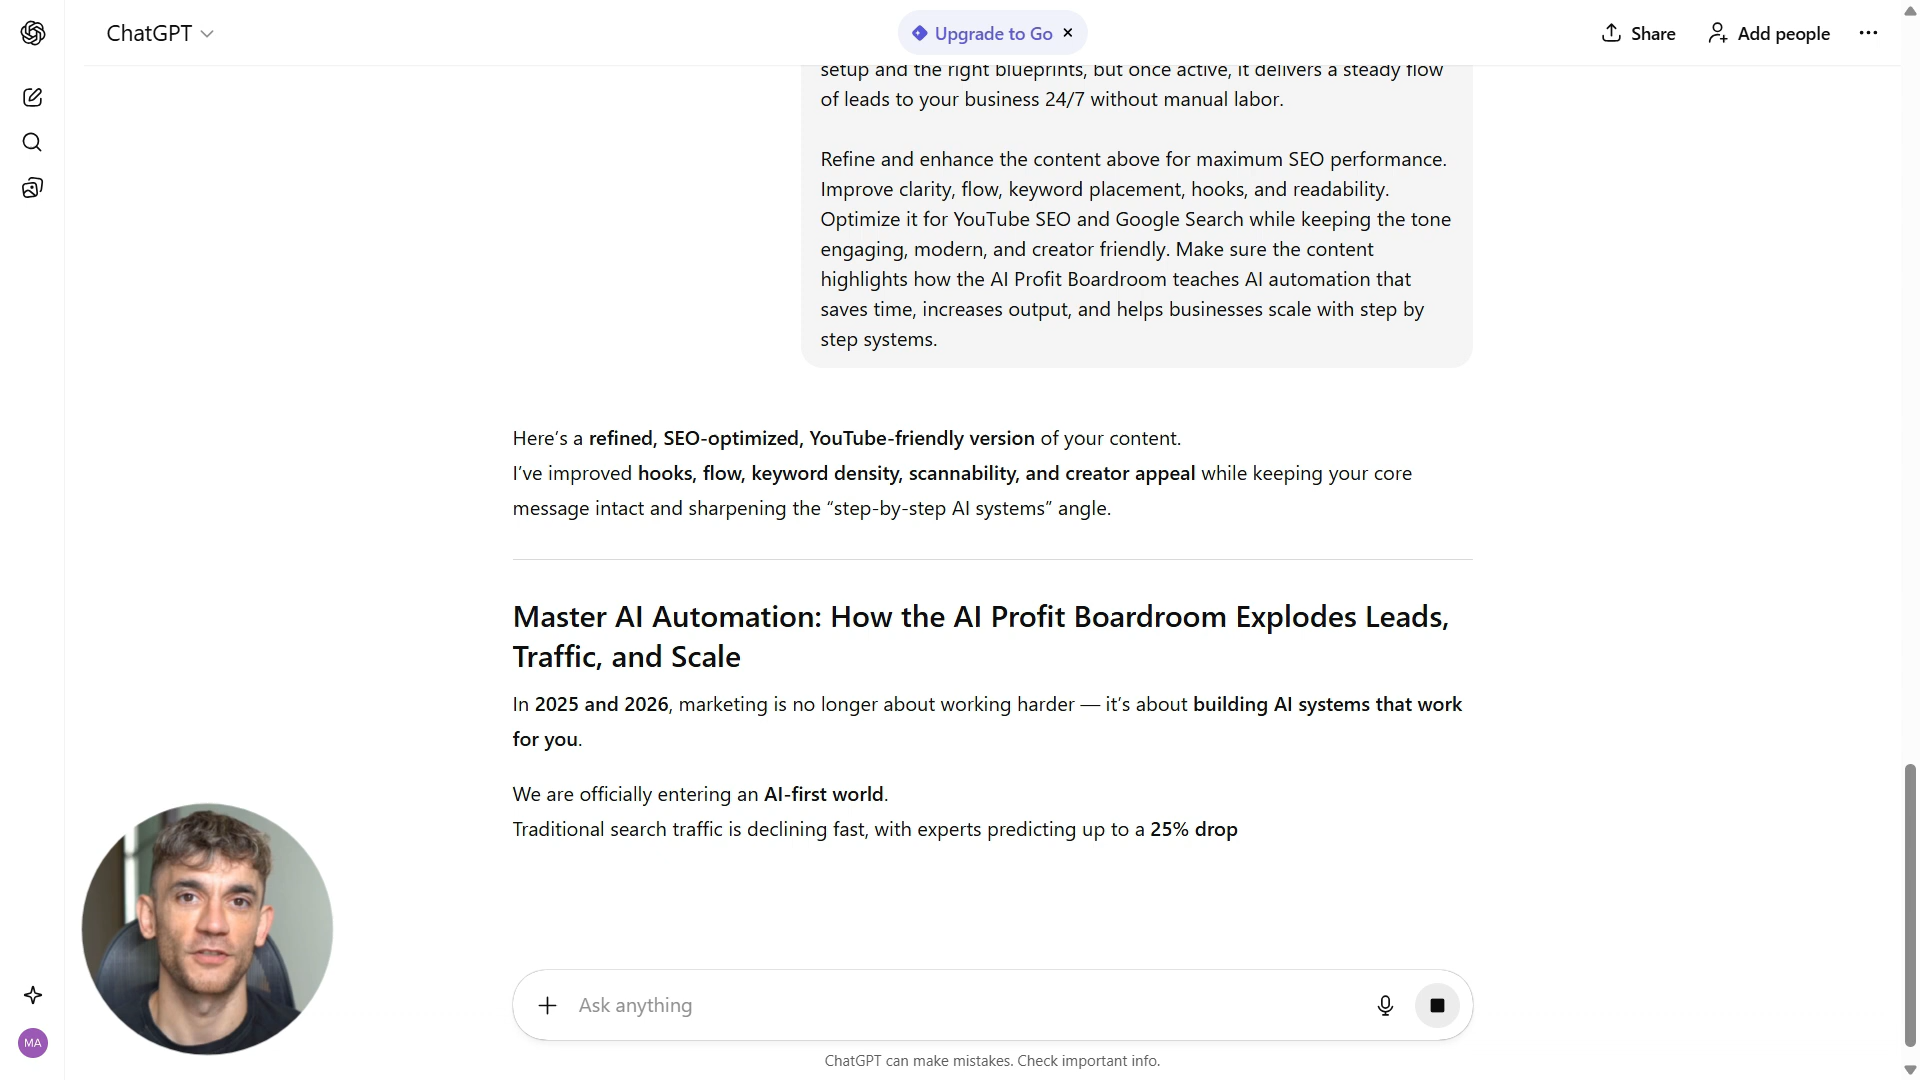 ChatGPT
Upgrade to Go
Share
Add people
setup and the right blueprints, but once active, it delivers a steady flow
of leads to your business 24/7 without manual labor.
Refine and enhance the content above for maximum SEO performance.
Improve clarity, flow, keyword placement, hooks, and readability.
Optimize it for YouTube SEO and Google Search while keeping the tone
engaging, modern, and creator friendly. Make sure the content
highlights how the AI Profit Boardroom teaches AI automation that
saves time, increases output, and helps businesses scale with step by
step systems.
Here’s a refined, SEO-optimized, YouTube-friendly version of your content.
I’ve improved hooks, flow, keyword density, scannability, and creator appeal while keeping your core
message intact and sharpening the “step-by-step AI systems” angle.
Master AI Automation: How the AI Profit Boardroom Explodes Leads,
Traffic, and Scale
In 2025 and 2026, marketing is no longer about working harder — it’s about building AI systems that work
for you.
We are officially entering an AI-first world.
Traditional search traffic is declining fast, with experts predicting up to a 25% drop
Ask anything
MA
ChatGPT can make mistakes. Check important info.